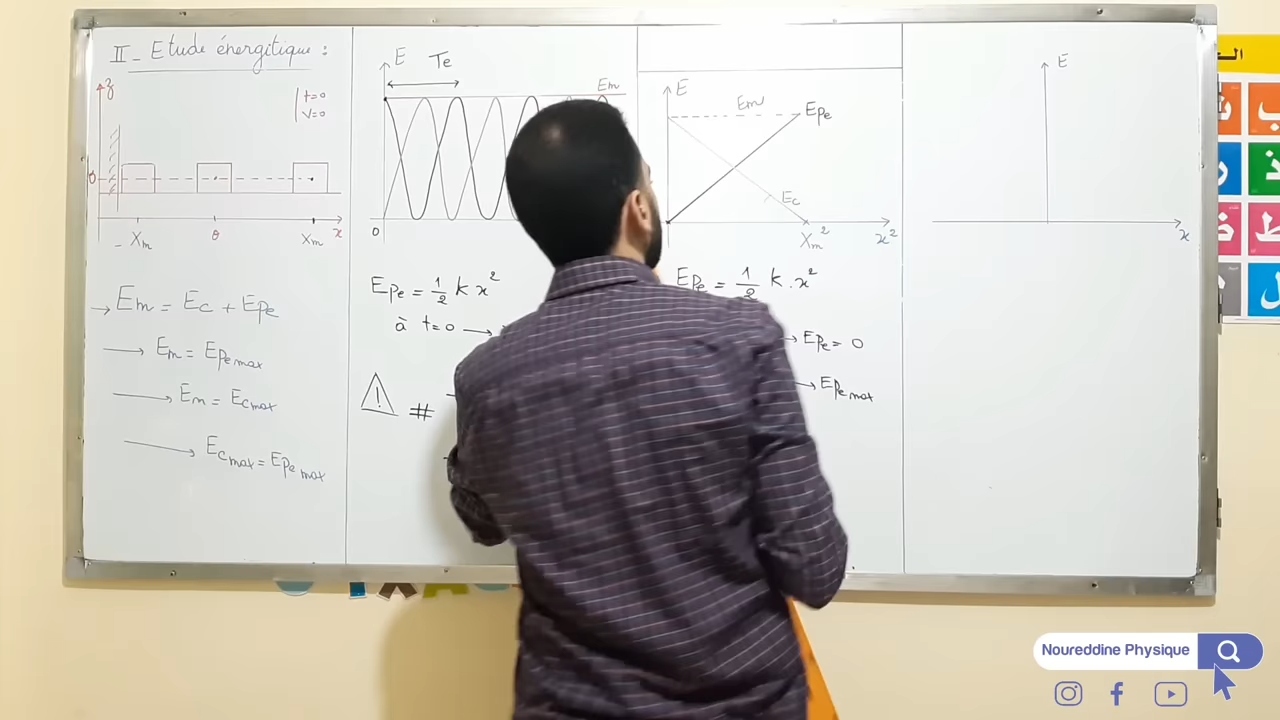 II_ Etude énergitique :
z
t=0
v=0
0
- Xm
0
Xm
x
→ Em = Ec + Epe
→ Em = Epe max
→ Em = Ec max
→ Ec max = Epe max
E
Te
Em
0
Epe = 1/2 k x²
à t=0 →
! #
E
Em
Epe
Ec
Xm²
x²
Epe = 1/2 k . x²
→ Epe = 0
→ Epe max
E
x
Noureddine Physique